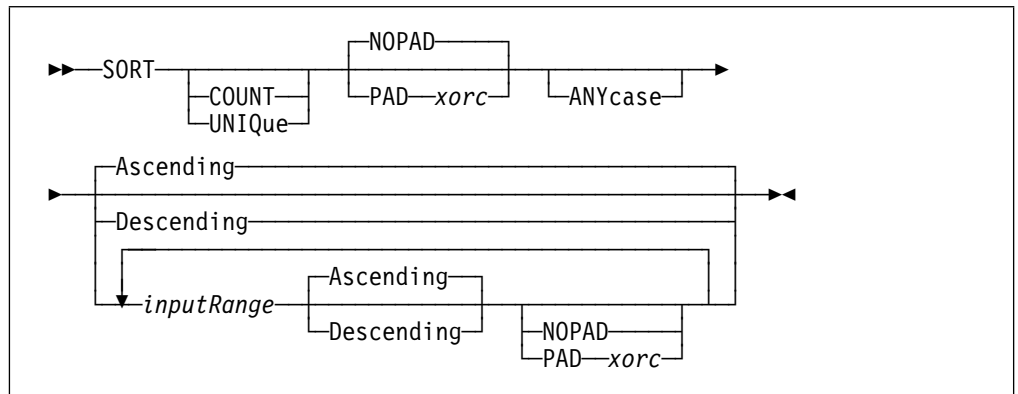 NOPAD
SORT
COUNT PAD xorc ANYcase
UNIQue
Ascending
Descending
Ascending
inputRange
Descending NOPAD
PAD xorc